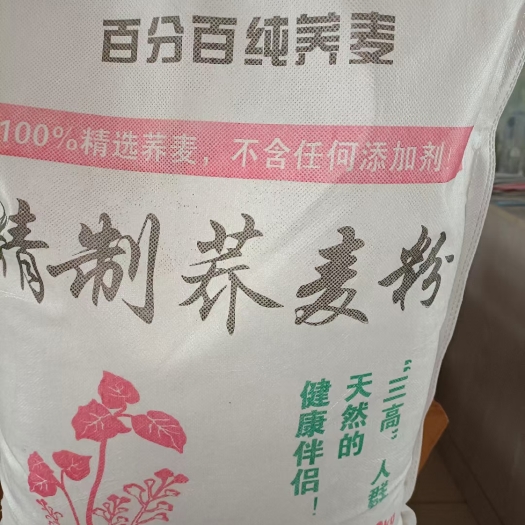 百分百纯荞麦
100%精选荞麦，不含任何添加剂！
精制荞麦粉
“三高”人群
天然的
健康伴侣！